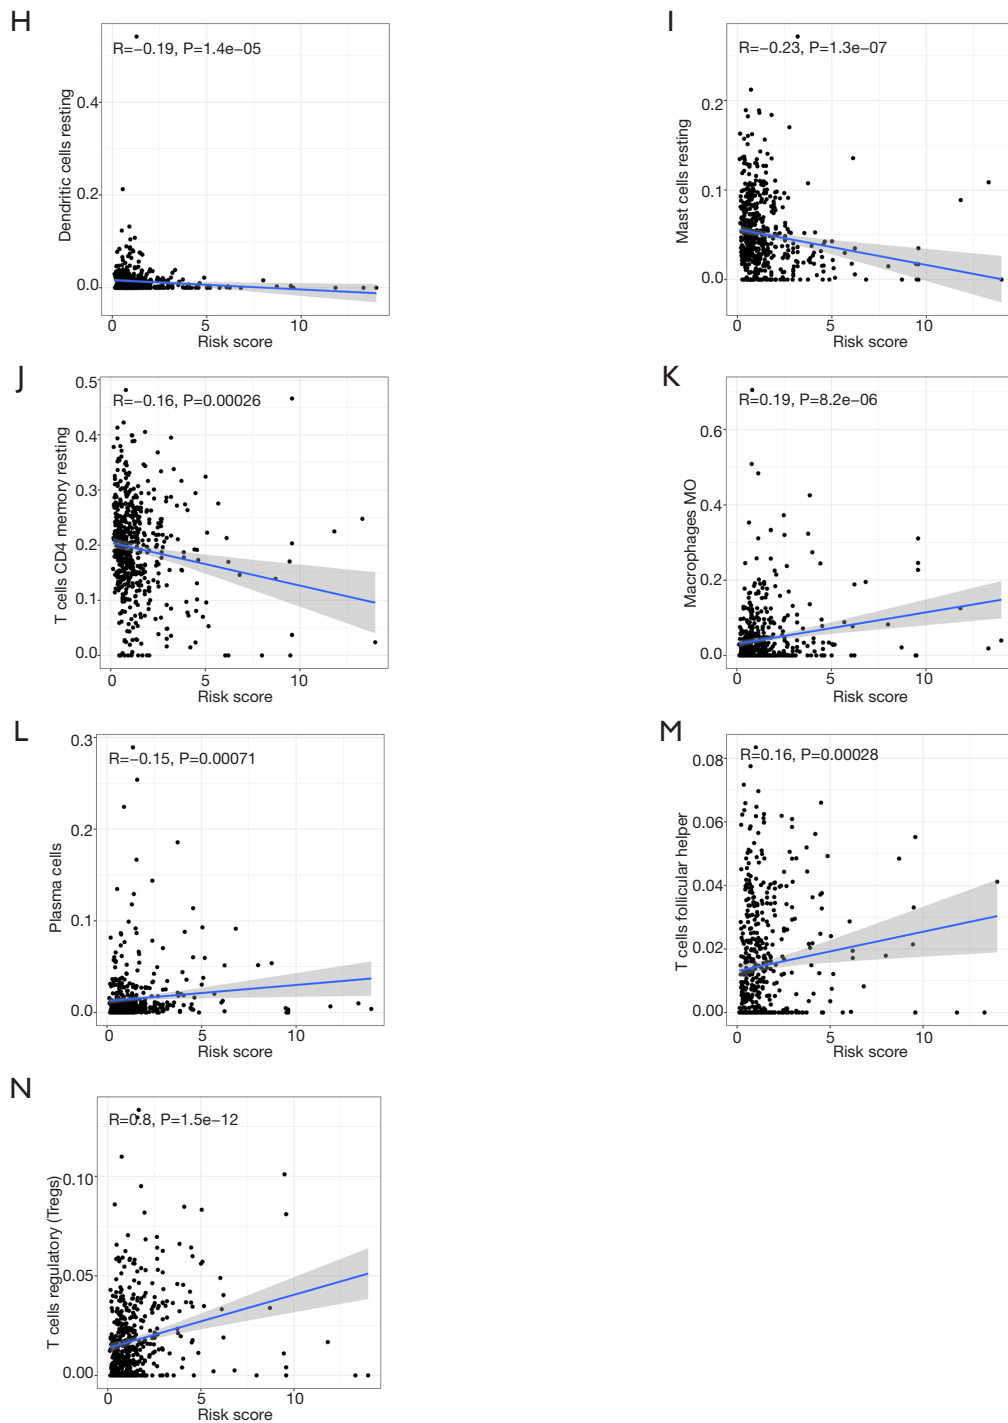 H
R=−0.19, P=1.4e−05
Dendritic cells resting
0.4
0.2
0.0
0
5
10
Risk score
I
R=−0.23, P=1.3e−07
Mast cells resting
0.2
0.1
0.0
0
5
10
Risk score
J
R=−0.16, P=0.00026
T cells CD4 memory resting
0.5
0.4
0.3
0.2
0.1
0.0
0
5
10
Risk score
K
R=0.19, P=8.2e−06
Macrophages MO
0.6
0.4
0.2
0.0
0
5
10
Risk score
L
R=−0.15, P=0.00071
Plasma cells
0.3
0.2
0.1
0.0
0
5
10
Risk score
M
R=0.16, P=0.00028
T cells follicular helper
0.08
0.06
0.04
0.02
0.00
0
5
10
Risk score
N
R=0.8, P=1.5e−12
T cells regulatory (Tregs)
0.10
0.05
0.00
0
5
10
Risk score